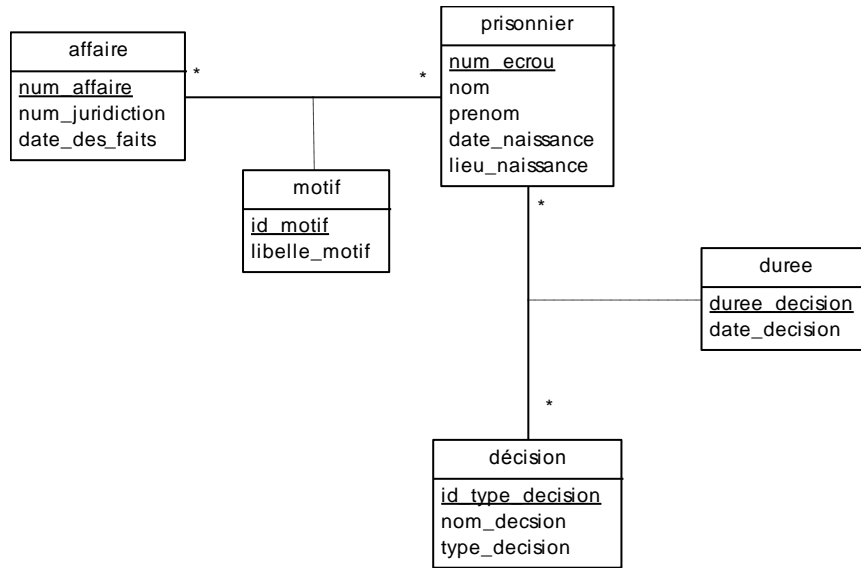 affaire
num_affaire
num_juridiction
date_des_faits
*
*
prisonnier
num_ecrou
nom
prenom
date_naissance
lieu_naissance
motif
id_motif
libelle_motif
*
duree
duree_decision
date_decision
*
décision
id_type_decision
nom_decsion
type_decision